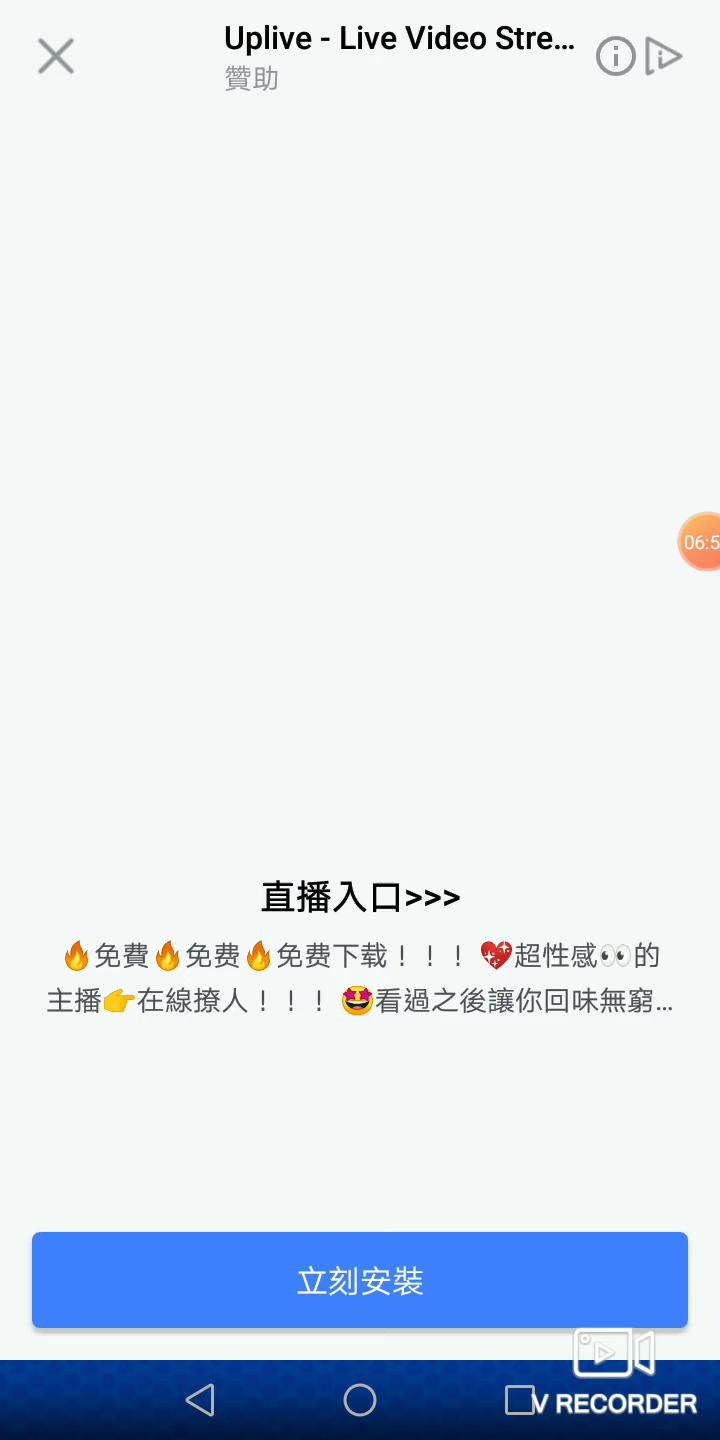 Uplive - Live Video Stre...
贊助
06:5
直播入口>>>
🔥免費🔥免费🔥免费下载！！！💖超性感👀的
主播👉在線撩人！！！🤩看過之後讓你回味無窮...
立刻安裝
V RECORDER